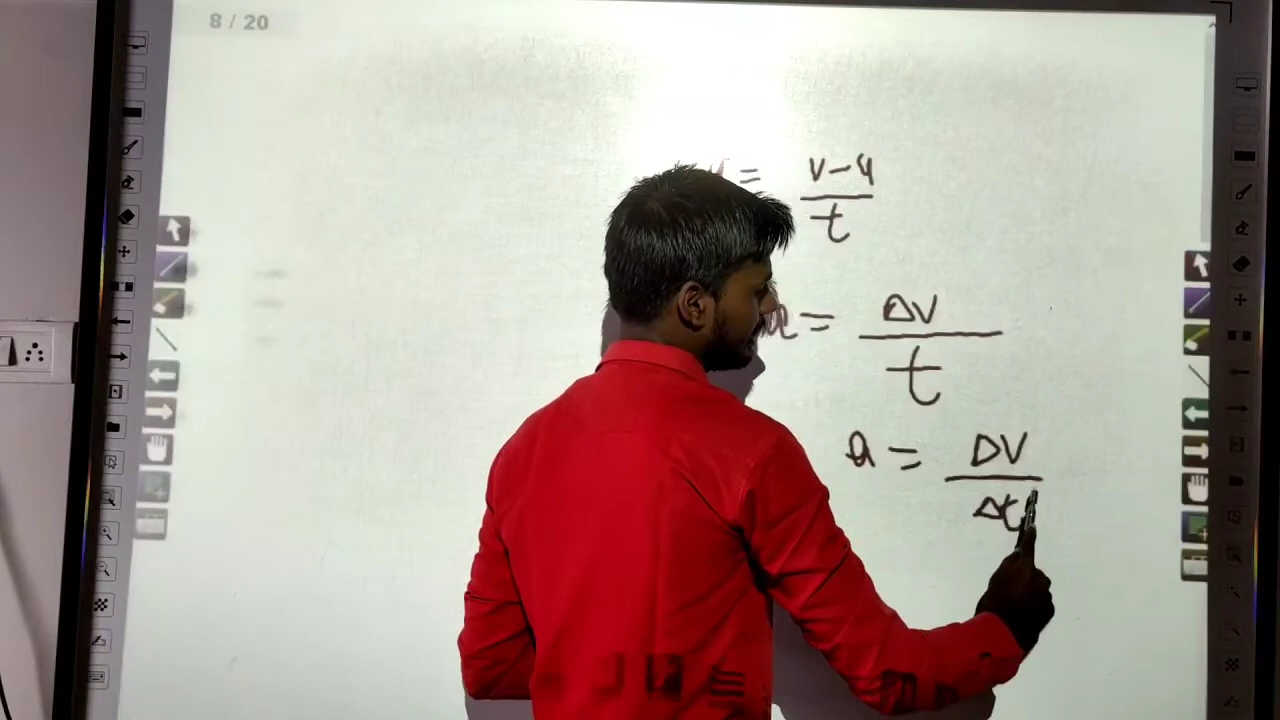 8 / 20
= v-u/t
a = Δv/t
a = Δv/Δt